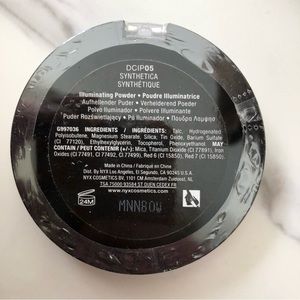 DCIP05
SYNTHETICA
SYNTHÉTIQUE
Illuminating Powder • Poudre Illuminatrice
Aufhellender Puder • Verhelderend Poeder
Polvo Iluminador • Polvere Illuminante
Puder Rozświetlający • Pó Iluminador • Πούδρα Λάμψης
G997036 INGREDIENTS / INGRÉDIENTS: Talc, Hydrogenated
Polyisobutene, Magnesium Stearate, Silica, Tin Oxide, Barium Sulfate
(CI 77120), Ethylhexylglycerin, Tocopherol, Phenoxyethanol. MAY
CONTAIN / PEUT CONTENIR (+/-): Mica, Titanium Dioxide (CI 77891), Iron
Oxides (CI 77491, CI 77492, CI 77499), Red 6 (CI 15850), Red 7 (CI 15850).
Made in China / Fabriqué en Chine
Dist. By NYX Los Angeles, El Segundo, CA 90245 U.S.
NYX COSMETICS B.V., 1101 CM Amsterdam Zuidoost, NL
TSA 75000 93584 ST OUEN CEDEX FR
www.nyxcosmetics.com
24M
MNN80W